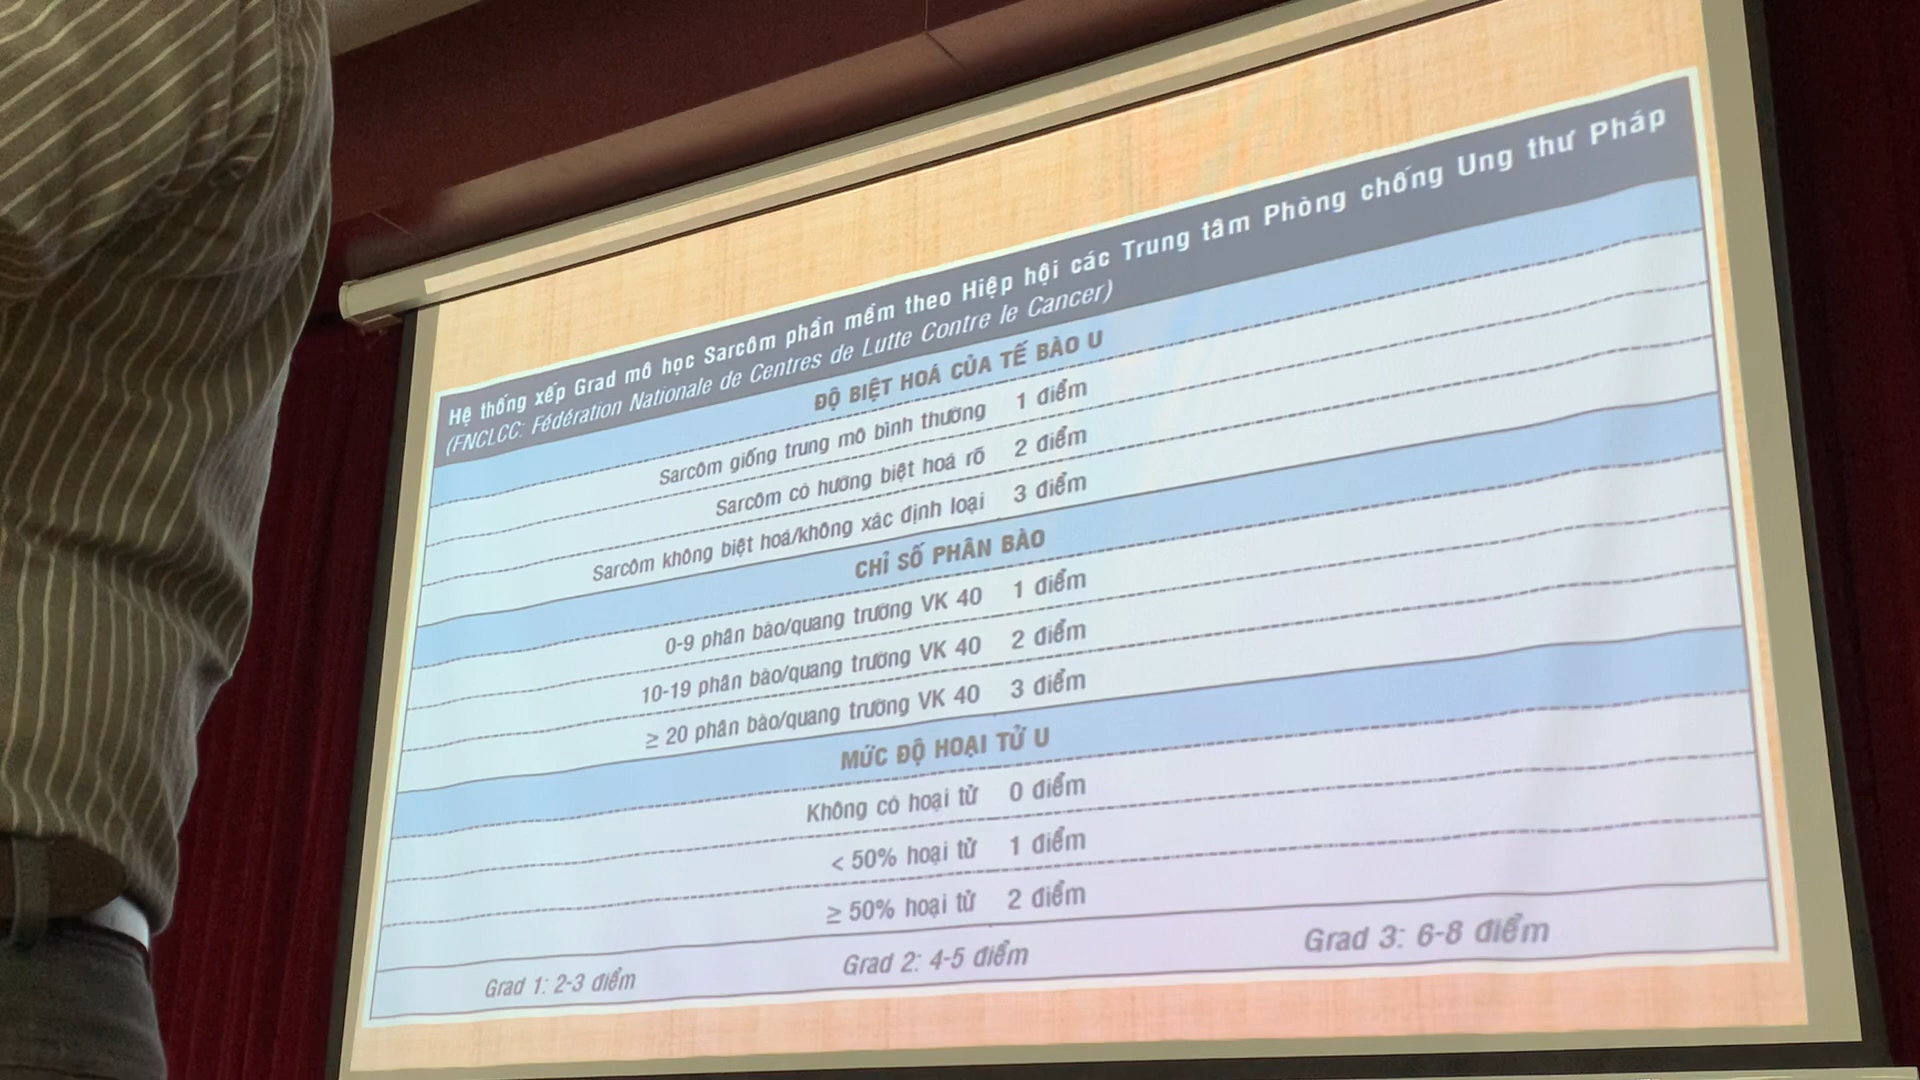 Hệ thống xếp Grad mô học Sarcôm phần mềm theo Hiệp hội các Trung tâm Phòng chống Ung thư Pháp
(FNCLCC: Fédération Nationale de Centres de Lutte Contre le Cancer)
ĐỘ BIỆT HOÁ CỦA TẾ BÀO U
Sarcôm giống trung mô bình thường 1 điểm
Sarcôm có hướng biệt hoá rõ 2 điểm
Sarcôm không biệt hoá/không xác định loại 3 điểm
CHỈ SỐ PHÂN BÀO
0-9 phân bào/quang trường VK 40 1 điểm
10-19 phân bào/quang trường VK 40 2 điểm
≥ 20 phân bào/quang trường VK 40 3 điểm
MỨC ĐỘ HOẠI TỬ U
Không có hoại tử 0 điểm
< 50% hoại tử 1 điểm
≥ 50% hoại tử 2 điểm
Grad 1: 2-3 điểm Grad 2: 4-5 điểm Grad 3: 6-8 điểm